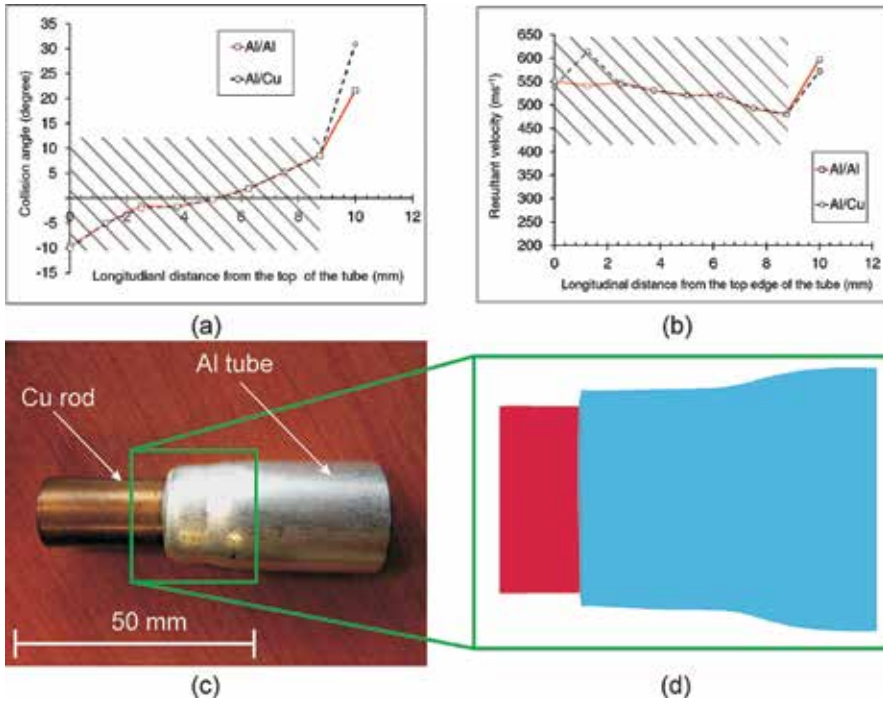 35
30
25
20
15
10
5
-5
-10
-15
0
2
4
6
8
10
12
Collision angle (degree)
Al/Al
Al/Cu
Longitudiant distance from the top of the tube (mm)
(a)
650
600
550
500
450
400
350
300
250
200
0
2
4
6
8
10
12
Resultant velocity (ms⁻¹)
Al/Al
Al/Cu
Longitudinal distance from the top edge of the tube (mm)
(b)
Cu rod
Al tube
50 mm
(c)
(d)